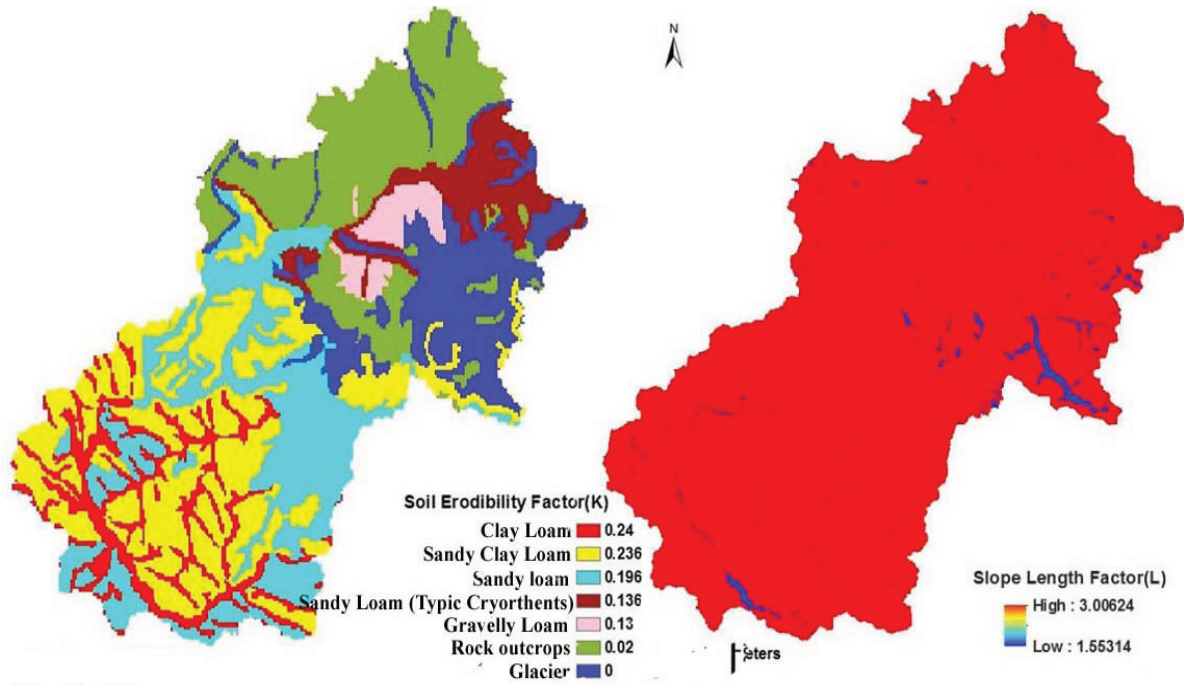 N
Soil Erodibility Factor(K)
Clay Loam 0.24
Sandy Clay Loam 0.236
Sandy loam 0.196
Sandy Loam (Typic Cryorthents) 0.136
Gravelly Loam 0.13
Rock outcrops 0.02
Glacier 0
Slope Length Factor(L)
High : 3.00624
Low : 1.55314